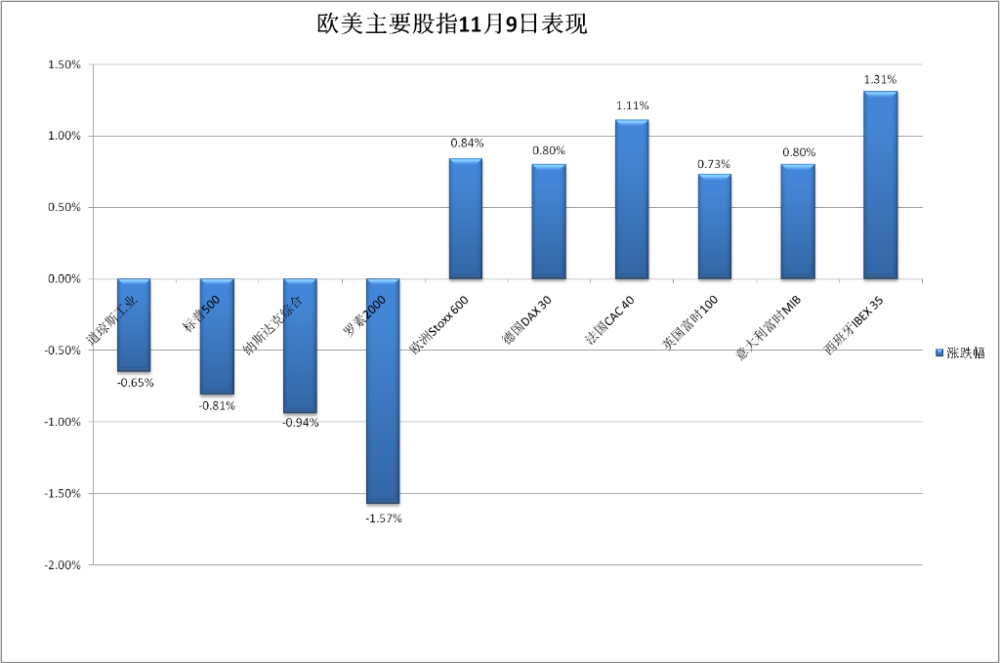 欧美主要股指11月9日表现
1.50%
1.00%
0.50%
0.00%
-0.50%
-1.00%
-1.50%
-2.00%
-0.65%
-0.81%
-0.94%
-1.57%
0.84%
0.80%
1.11%
0.73%
0.80%
1.31%
道琼斯工业
标普500
纳斯达克综合
罗素2000
欧洲Stoxx 600
德国DAX 30
法国CAC 40
英国富时100
意大利富时MIB
西班牙IBEX 35
涨跌幅